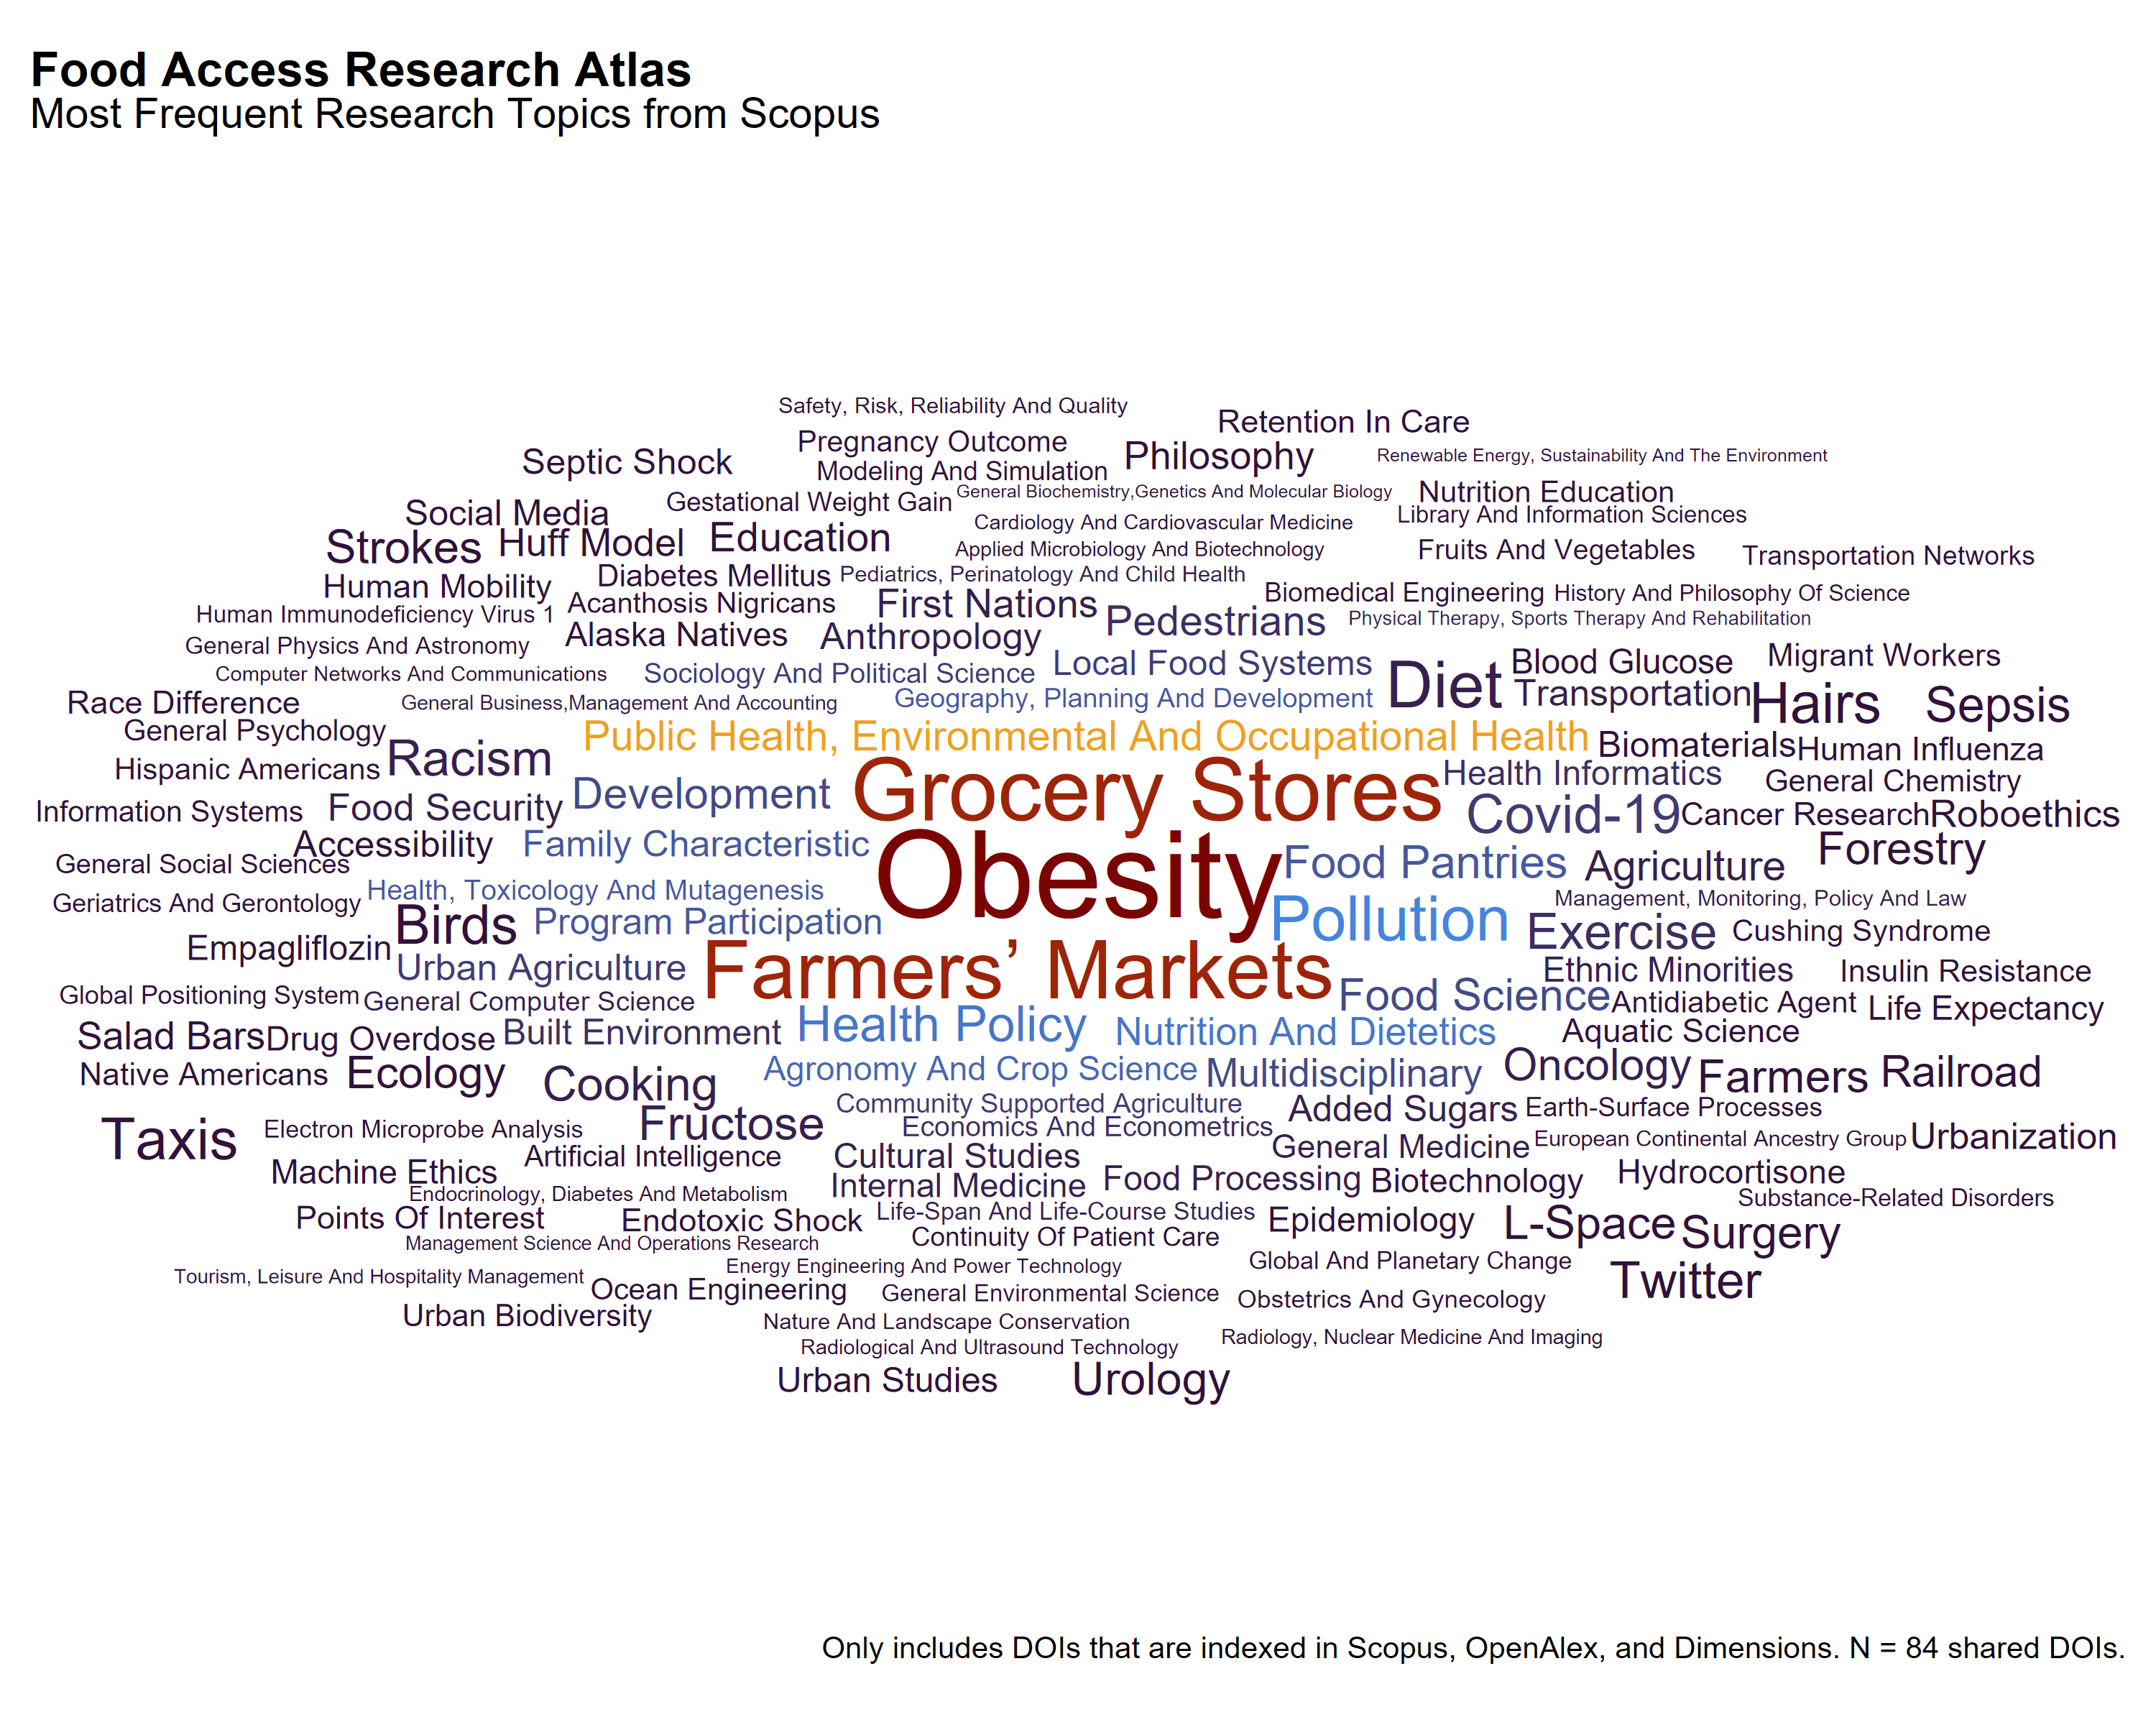 Food Access Research Atlas
Most Frequent Research Topics from Scopus
Safety, Risk, Reliability And Quality
Retention In Care
Pregnancy Outcome
Philosophy
Renewable Energy, Sustainability And The Environment
Septic Shock
Modeling And Simulation
General Biochemistry,Genetics And Molecular Biology
Nutrition Education
Social Media
Gestational Weight Gain
Cardiology And Cardiovascular Medicine
Library And Information Sciences
Strokes
Huff Model
Education
Applied Microbiology And Biotechnology
Fruits And Vegetables
Transportation Networks
Human Mobility
Diabetes Mellitus
Pediatrics, Perinatology And Child Health
Biomedical Engineering
History And Philosophy Of Science
Human Immunodeficiency Virus 1
Acanthosis Nigricans
First Nations
Pedestrians
Physical Therapy, Sports Therapy And Rehabilitation
General Physics And Astronomy
Alaska Natives
Anthropology
Computer Networks And Communications
Sociology And Political Science
Local Food Systems
Diet
Blood Glucose
Migrant Workers
Race Difference
General Business,Management And Accounting
Geography, Planning And Development
Transportation
Hairs
Sepsis
General Psychology
Racism
Public Health, Environmental And Occupational Health
Biomaterials
Human Influenza
Hispanic Americans
Development
Grocery Stores
Health Informatics
General Chemistry
Information Systems
Food Security
Covid-19
Cancer Research
Roboethics
Accessibility
Family Characteristic
Obesity
Food Pantries
Agriculture
Forestry
General Social Sciences
Geriatrics And Gerontology
Health, Toxicology And Mutagenesis
Management, Monitoring, Policy And Law
Birds
Program Participation
Pollution
Exercise
Cushing Syndrome
Empagliflozin
Urban Agriculture
Farmers’ Markets
Ethnic Minorities
Insulin Resistance
Global Positioning System
General Computer Science
Food Science
Antidiabetic Agent
Life Expectancy
Salad Bars
Drug Overdose
Built Environment
Health Policy
Nutrition And Dietetics
Aquatic Science
Native Americans
Ecology
Cooking
Agronomy And Crop Science
Multidisciplinary
Oncology
Farmers
Railroad
Taxis
Electron Microprobe Analysis
Fructose
Community Supported Agriculture
Economics And Econometrics
Added Sugars
Earth-Surface Processes
Machine Ethics
Artificial Intelligence
Cultural Studies
General Medicine
European Continental Ancestry Group
Urbanization
Endocrinology, Diabetes And Metabolism
Internal Medicine
Food Processing
Biotechnology
Hydrocortisone
Substance-Related Disorders
Points Of Interest
Endotoxic Shock
Life-Span And Life-Course Studies
Epidemiology
L-Space
Surgery
Management Science And Operations Research
Continuity Of Patient Care
Tourism, Leisure And Hospitality Management
Energy Engineering And Power Technology
Global And Planetary Change
Twitter
Ocean Engineering
General Environmental Science
Obstetrics And Gynecology
Urban Biodiversity
Nature And Landscape Conservation
Radiology, Nuclear Medicine And Imaging
Radiological And Ultrasound Technology
Urban Studies
Urology
Only includes DOIs that are indexed in Scopus, OpenAlex, and Dimensions. N = 84 shared DOIs.